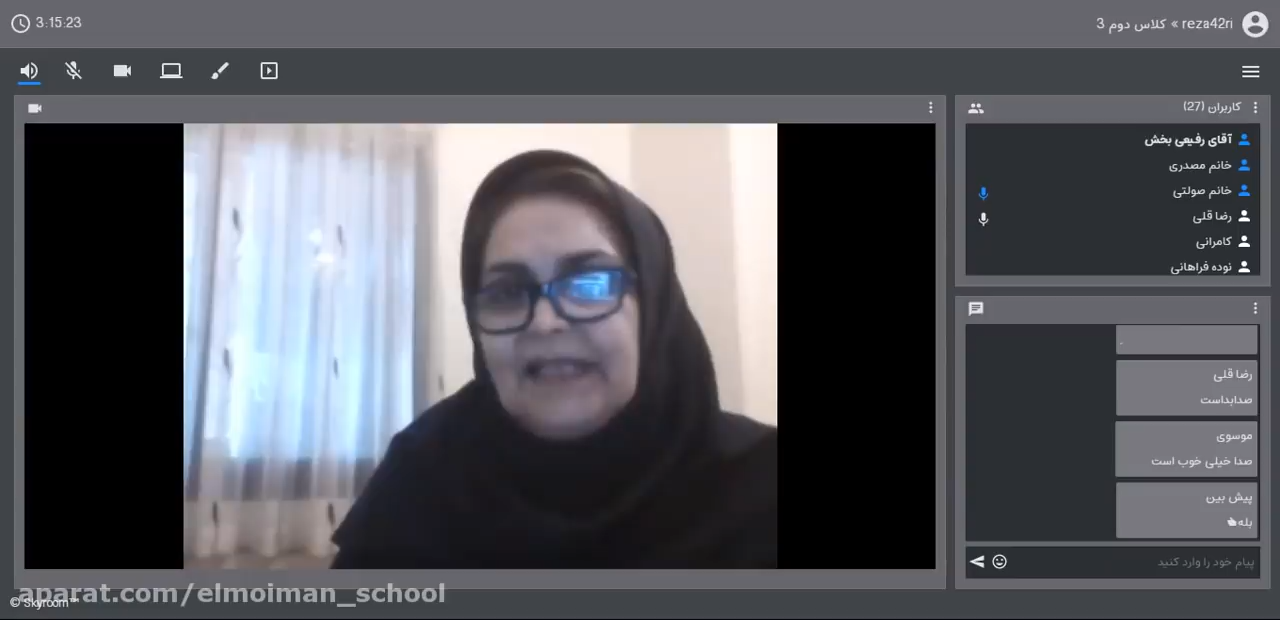 3:15:23
reza42ri » کلاس دوم 3
کاربران (27)
آقای رفیعی بخش
خانم مصدری
خانم صولتی
رضا قلی
کامرانی
نوده فراهانی
.
رضا قلی
صدابداست
موسوی
صدا خیلی خوب است
پیش بین
بله
پیام خود را وارد کنید
aparat.com/elmoiman_school
© Skyroom™